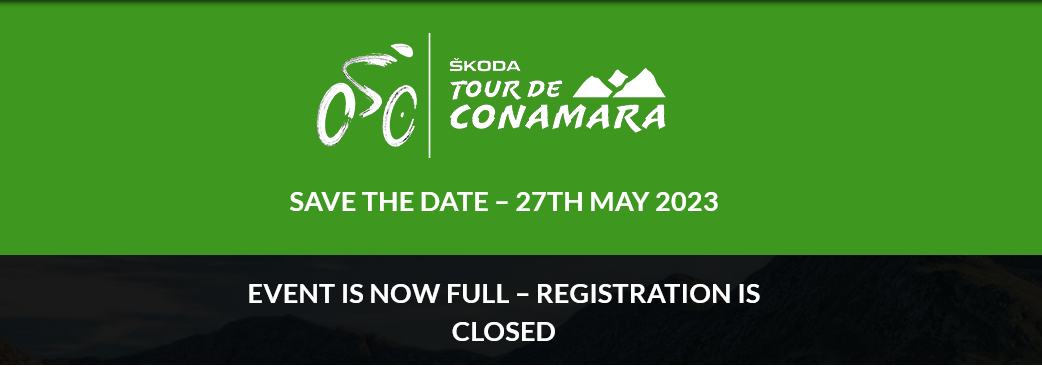 ŠKODA
TOUR DE
CONAMARA
SAVE THE DATE – 27TH MAY 2023
EVENT IS NOW FULL – REGISTRATION IS
CLOSED